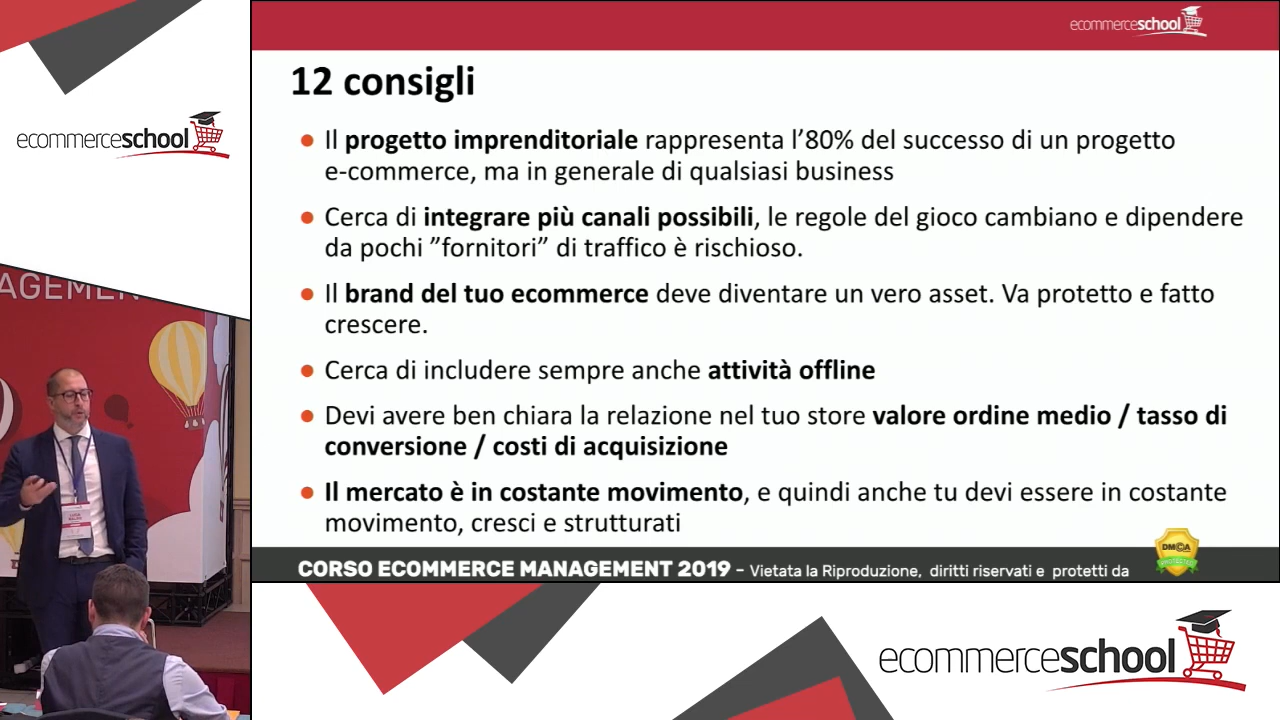 ecommerceschool
12 consigli
Il progetto imprenditoriale rappresenta l’80% del successo di un progetto
e-commerce, ma in generale di qualsiasi business
Cerca di integrare più canali possibili, le regole del gioco cambiano e dipendere
da pochi ”fornitori” di traffico è rischioso.
Il brand del tuo ecommerce deve diventare un vero asset. Va protetto e fatto
crescere.
Cerca di includere sempre anche attività offline
Devi avere ben chiara la relazione nel tuo store valore ordine medio / tasso di
conversione / costi di acquisizione
Il mercato è in costante movimento, e quindi anche tu devi essere in costante
movimento, cresci e strutturati
CORSO ECOMMERCE MANAGEMENT 2019 - Vietata la Riproduzione, diritti riservati e protetti da
DMCA
PROTECTED
ecommerceschool
AGEMEN
ecommerceschool